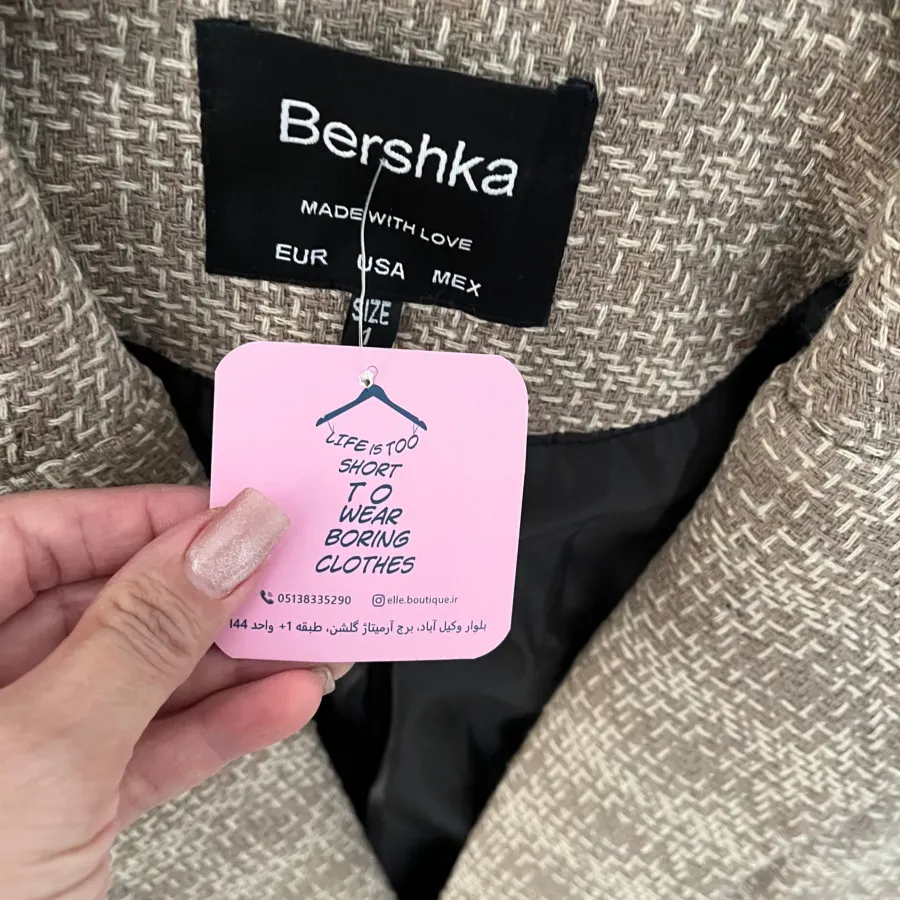 Bershka
MADE WITH LOVE
EUR USA MEX
SIZE
1
LIFE IS TOO
SHORT
TO
WEAR
BORING
CLOTHES
05138335290 elle.boutique.ir
بلوار وکیل آباد، برج آرمیتاژ گلشن، طبقه 1+ واحد 144